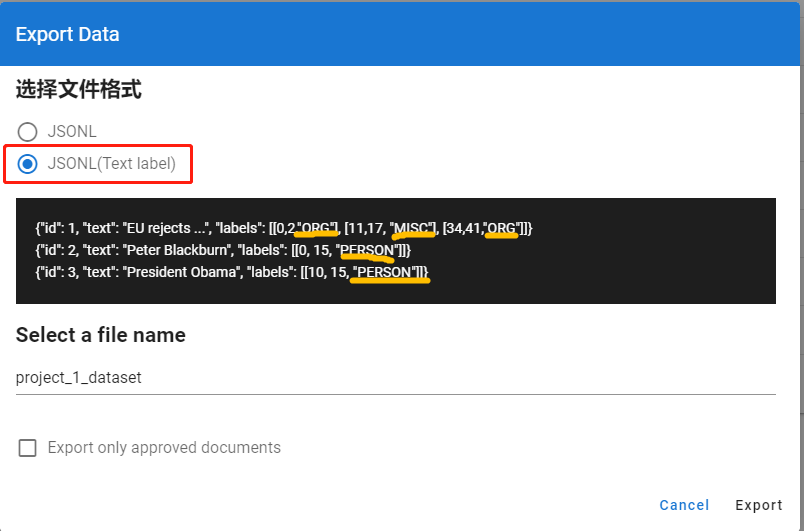 Export Data
选择文件格式
JSONL
JSONL(Text label)
{"id": 1, "text": "EU rejects ...", "labels": [[0,2,"ORG"], [11,17, "MISC"], [34,41,"ORG"]]}
{"id": 2, "text": "Peter Blackburn", "labels": [[0, 15, "PERSON"]]}
{"id": 3, "text": "President Obama", "labels": [[10, 15, "PERSON"]]}
Select a file name
project_1_dataset
Export only approved documents
Cancel Export